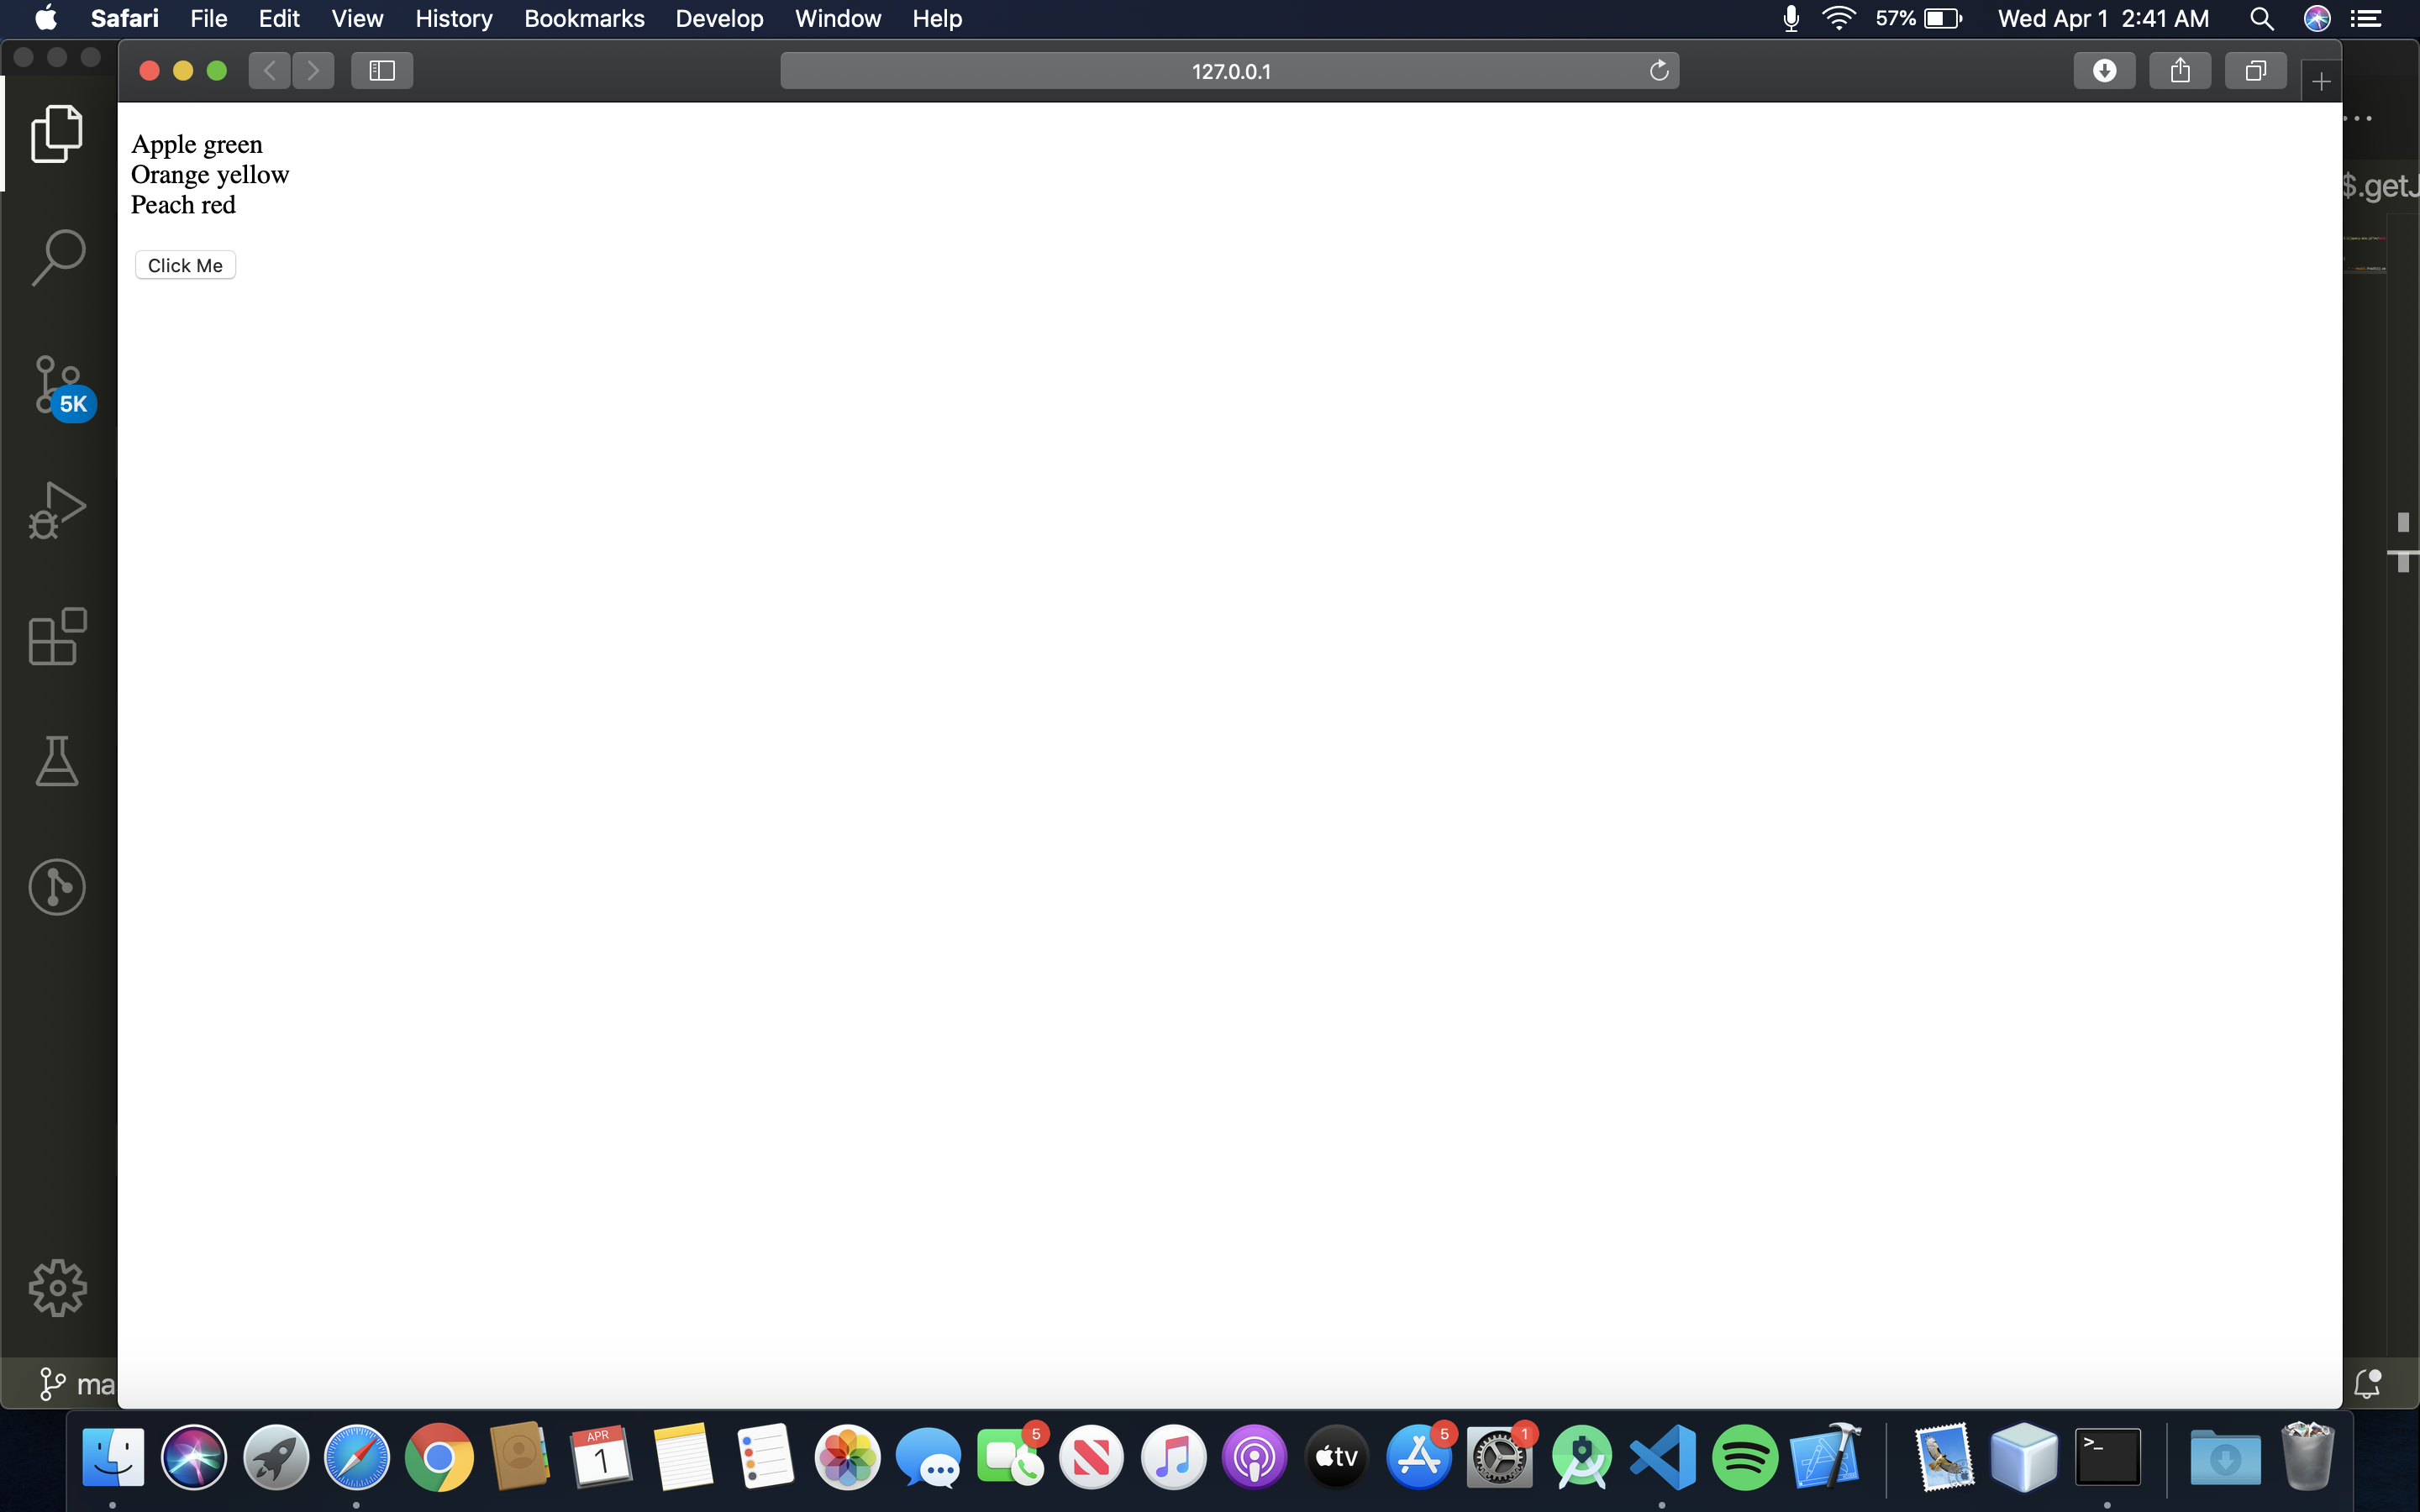 Safari File Edit View History Bookmarks Develop Window Help 57% Wed Apr 1 2:41 AM
127.0.0.1
Apple green
Orange yellow
Peach red
Click Me
$.getJ
5K
ma
APR
1
5
tv
5
1
>_